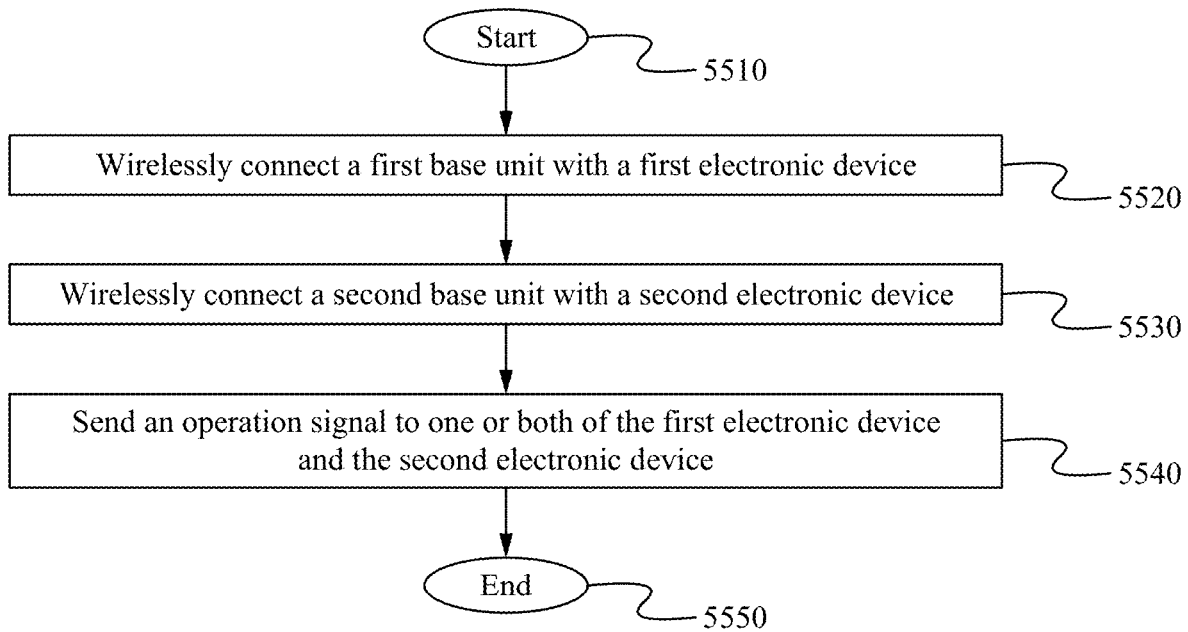 Start
5510
Wirelessly connect a first base unit with a first electronic device
5520
Wirelessly connect a second base unit with a second electronic device
5530
Send an operation signal to one or both of the first electronic device
and the second electronic device
5540
End
5550